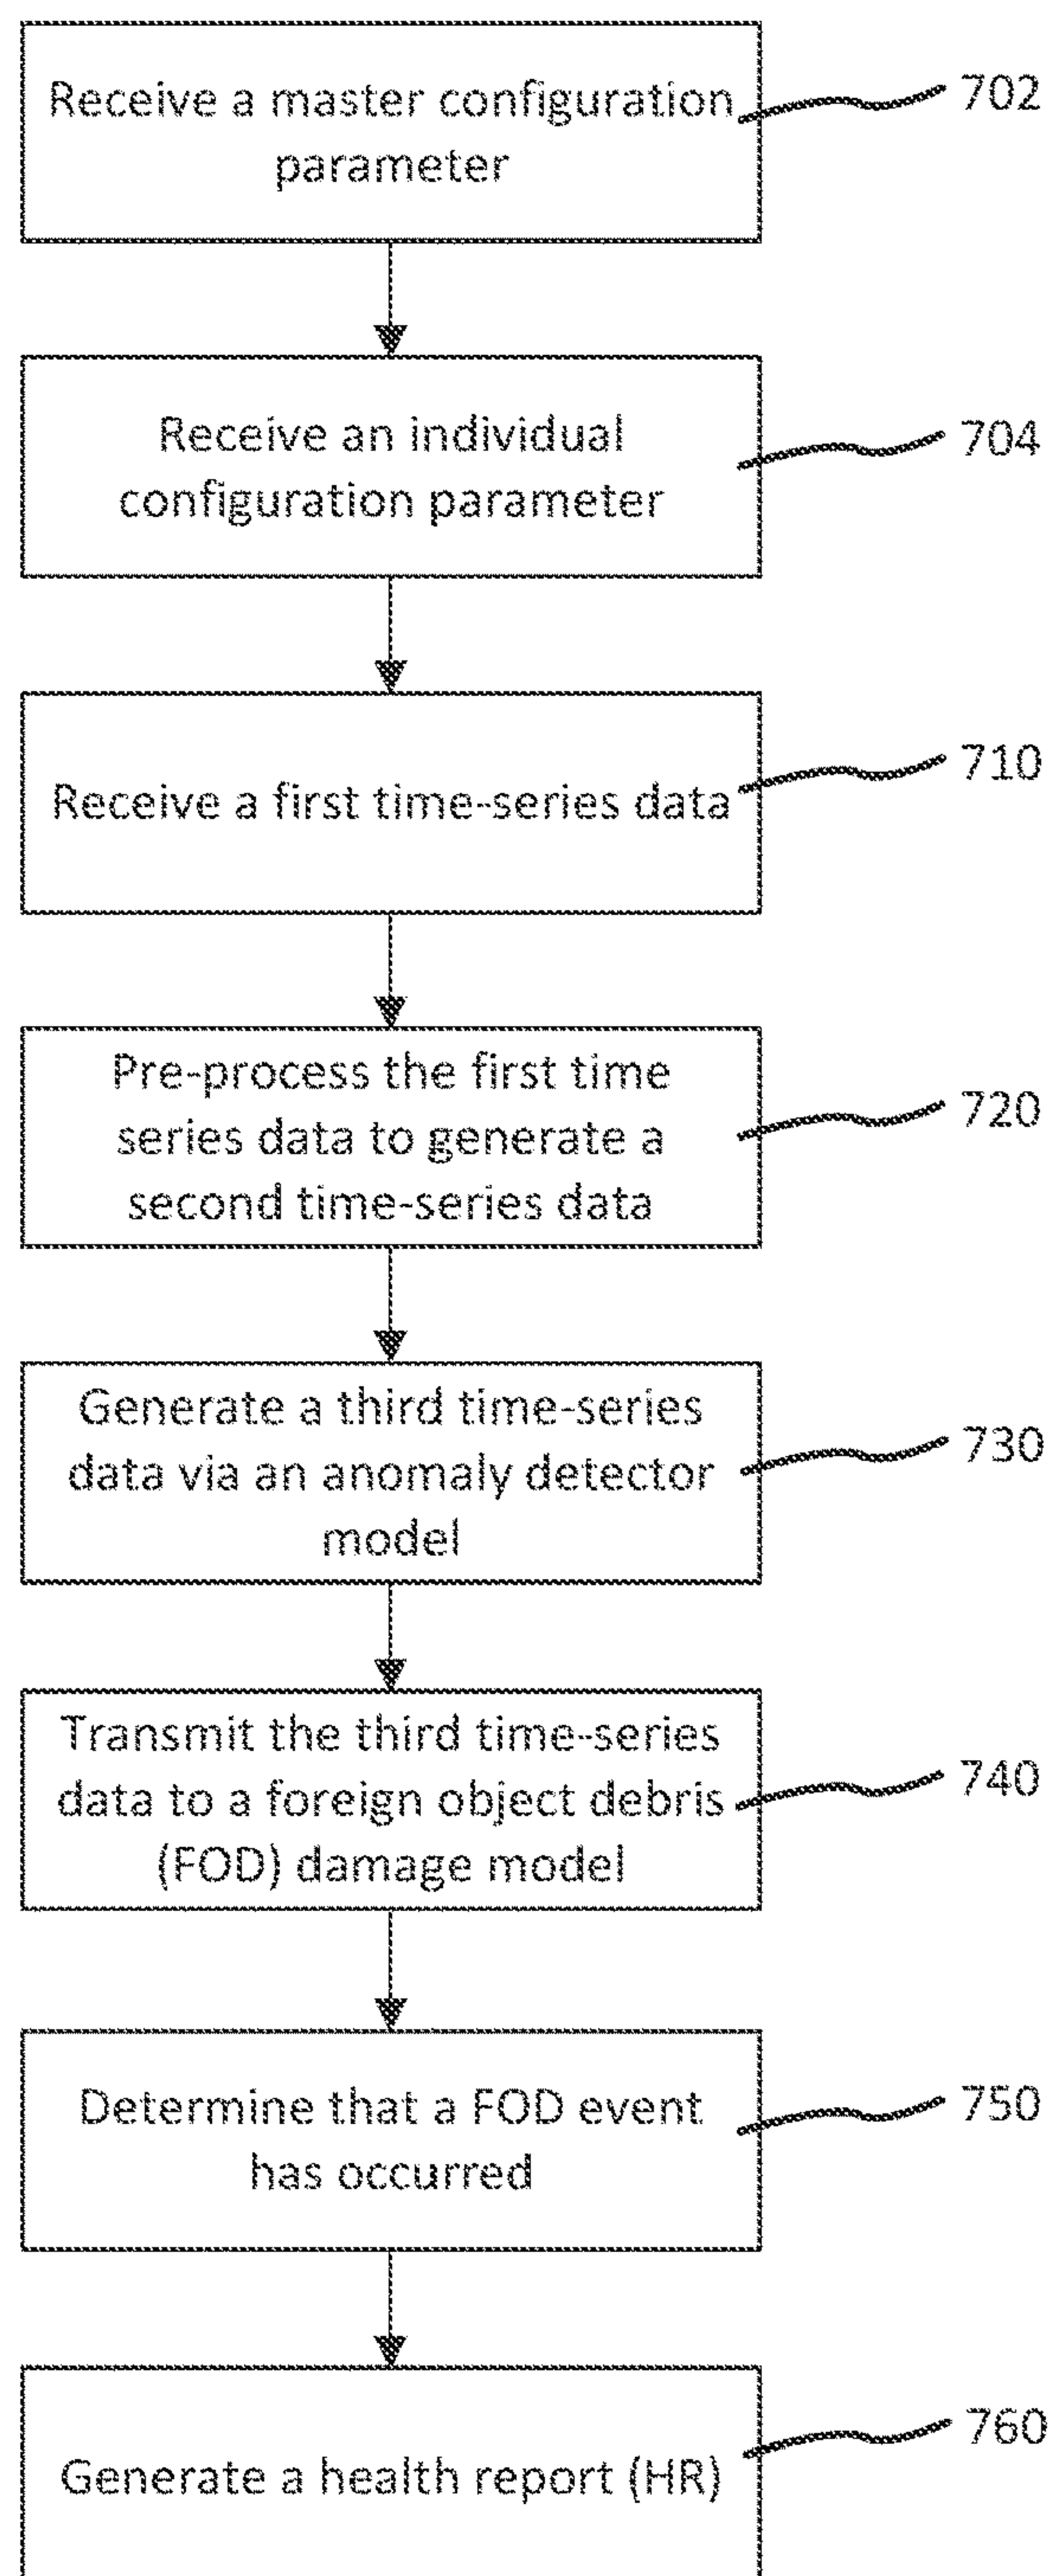 Receive a master configuration
parameter
702
Receive an individual
configuration parameter
704
Receive a first time-series data
710
Pre-process the first time
series data to generate a
second time-series data
720
Generate a third time-series
data via an anomaly detector
model
730
Transmit the third time-series
data to a foreign object debris
(FOD) damage model
740
Determine that a FOD event
has occurred
750
Generate a health report (HR)
760